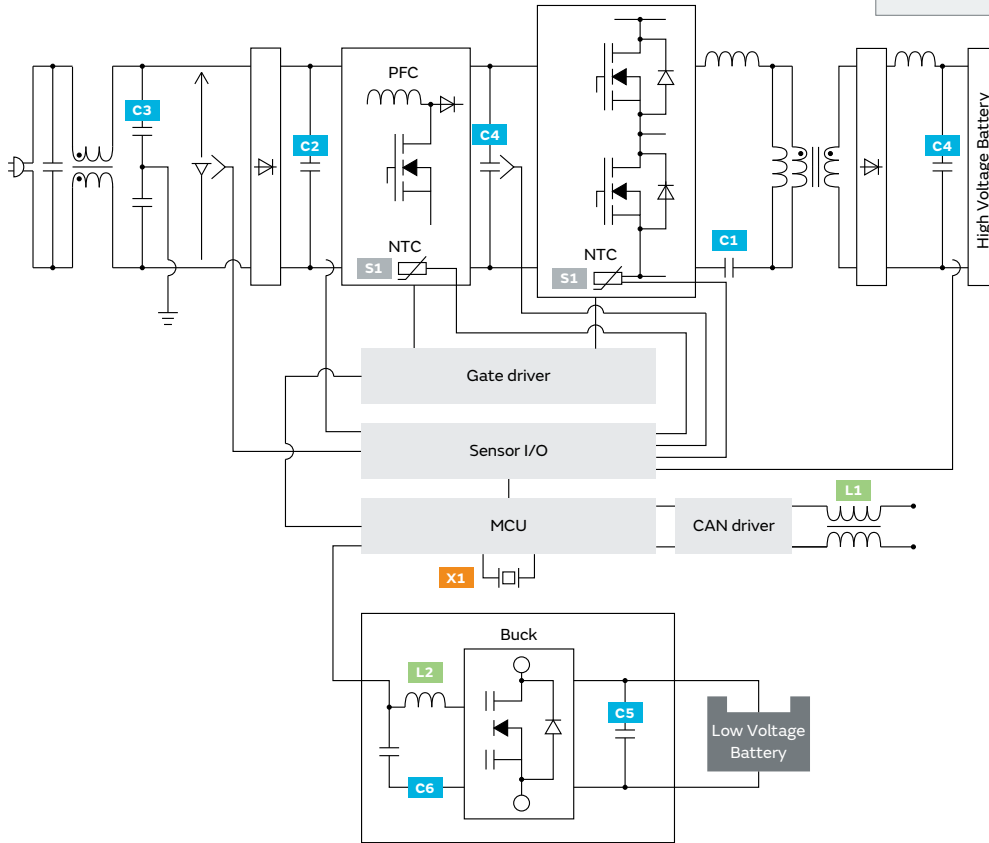 PFC
C3
C4
C2
C4
High Voltage Battery
C1
NTC
S1
NTC
S1
Gate driver
Sensor I/O
L1
MCU
CAN driver
X1
Buck
L2
C5
Low Voltage
Battery
C6